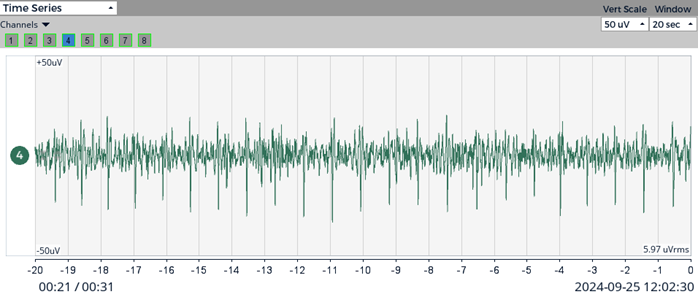 Time Series
Vert Scale Window
Channels
50 uV 20 sec
1 2 3 4 5 6 7 8
+50uV
4
-50uV
5.97 uVrms
-20 -19 -18 -17 -16 -15 -14 -13 -12 -11 -10 -9 -8 -7 -6 -5 -4 -3 -2 -1 0
00:21 / 00:31
2024-09-25 12:02:30